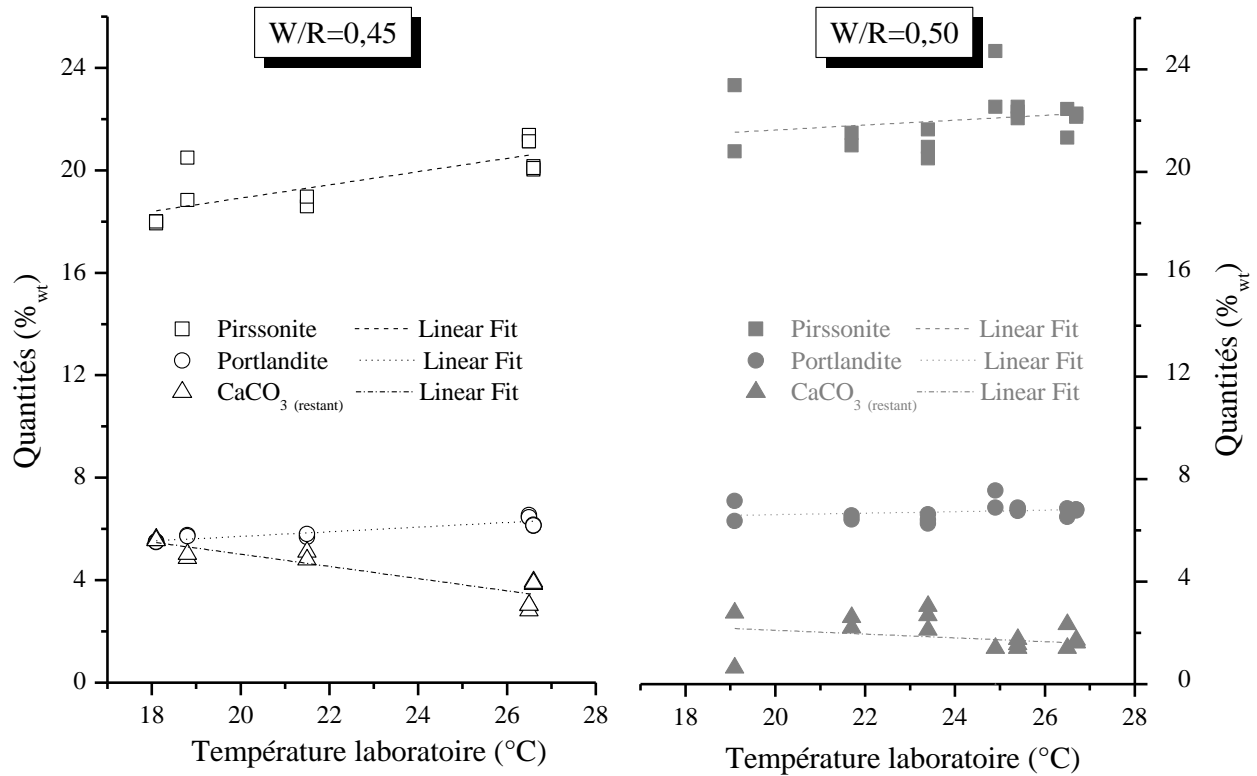 W/R=0,45
24
20
16
12
8
4
0
Quantités (%wt)
Pirssonite Linear Fit
Portlandite Linear Fit
CaCO3 (restant) Linear Fit
18 20 22 24 26 28
Température laboratoire (°C)
W/R=0,50
Pirssonite Linear Fit
Portlandite Linear Fit
CaCO3 (restant) Linear Fit
18 20 22 24 26 28
Température laboratoire (°C)
24
20
16
12
8
4
0
Quantités (%wt)